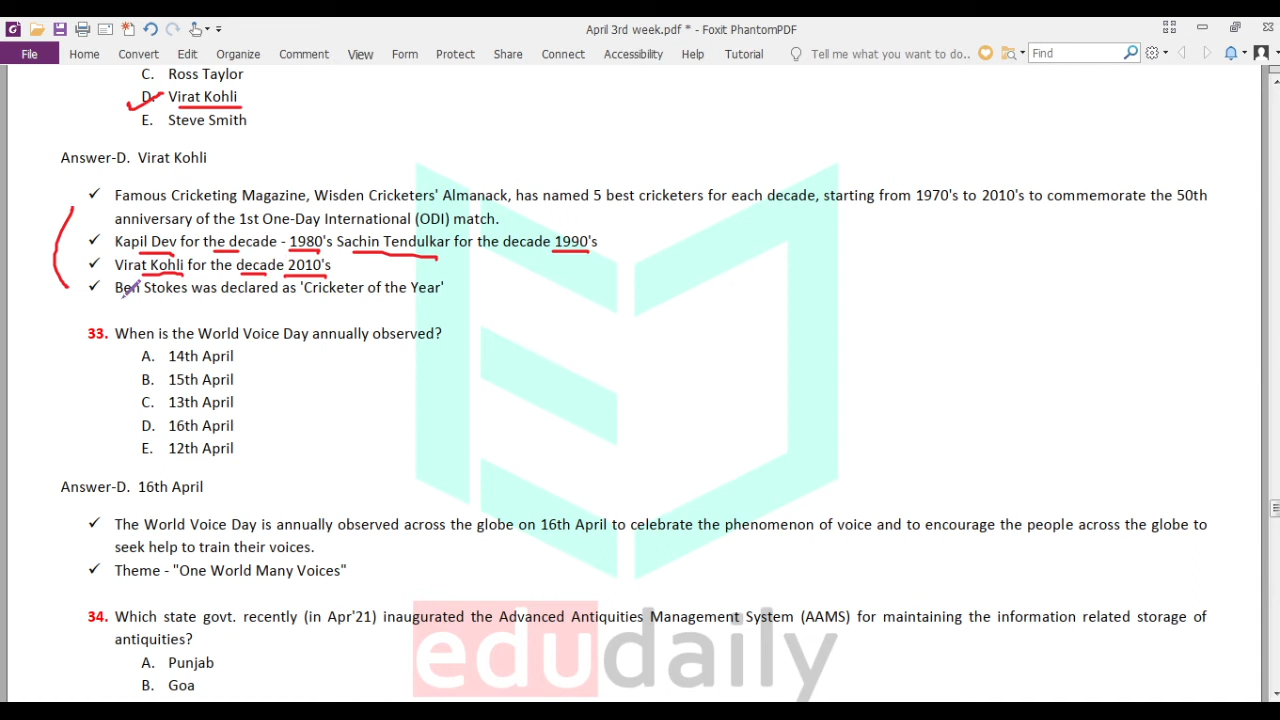 April 3rd week.pdf * - Foxit PhantomPDF
File Home Convert Edit Organize Comment View Form Protect Share Connect Accessibility Help Tutorial Tell me what you want to do.. Find
C. Ross Taylor
D. Virat Kohli
E. Steve Smith
Answer-D. Virat Kohli
✓ Famous Cricketing Magazine, Wisden Cricketers' Almanack, has named 5 best cricketers for each decade, starting from 1970's to 2010's to commemorate the 50th
anniversary of the 1st One-Day International (ODI) match.
✓ Kapil Dev for the decade - 1980's Sachin Tendulkar for the decade 1990's
✓ Virat Kohli for the decade 2010's
✓ Ben Stokes was declared as 'Cricketer of the Year'
33. When is the World Voice Day annually observed?
A. 14th April
B. 15th April
C. 13th April
D. 16th April
E. 12th April
Answer-D. 16th April
✓ The World Voice Day is annually observed across the globe on 16th April to celebrate the phenomenon of voice and to encourage the people across the globe to
seek help to train their voices.
✓ Theme - "One World Many Voices"
34. Which state govt. recently (in Apr'21) inaugurated the Advanced Antiquities Management System (AAMS) for maintaining the information related storage of
antiquities?
A. Punjab
B. Goa
edudaily